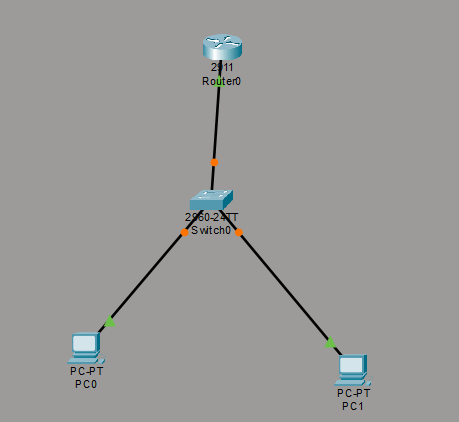 2911
Router0
2960-24TT
Switch0
PC-PT
PC0
PC-PT
PC1